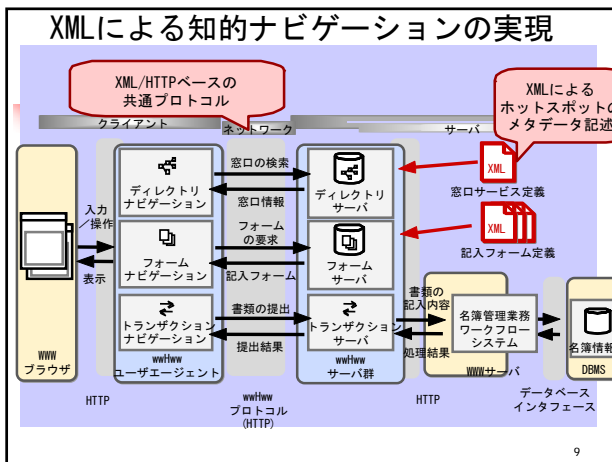 XMLによる知的ナビゲーションの実現
XML/HTTPベースの
共通プロトコル
XMLによる
ホットスポットの
メタデータ記述
クライアント
ネットワーク
サーバ
窓口の検索
窓口情報
ディレクトリ
ナビゲーション
ディレクトリ
サーバ
XML
窓口サービス定義
入力
／操作
表示
フォーム
の要求
記入フォーム
フォーム
ナビゲーション
フォーム
サーバ
XML
記入フォーム定義
書類の提出
提出結果
トランザクション
ナビゲーション
トランザクション
サーバ
書類の
記入内容
処理結果
名簿管理業務
ワークフロー
システム
名簿情報
WWW
ブラウザ
wwHww
ユーザエージェント
wwHww
サーバ群
WWWサーバ
DBMS
HTTP
wwHww
プロトコル
(HTTP)
HTTP
データベース
インタフェース
9